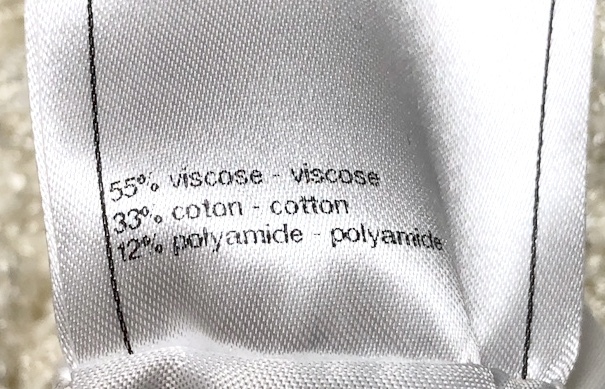 55% viscose - viscose
33% coton - cotton
12% polyamide - polyamide